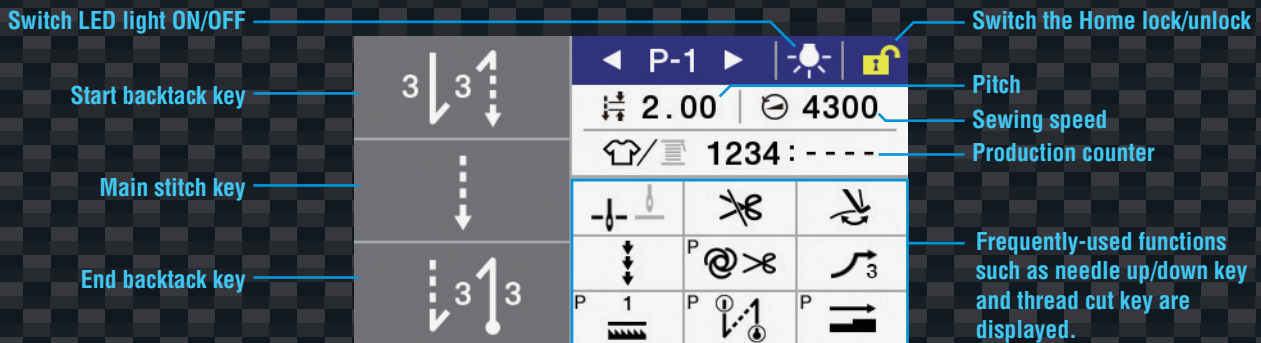 Switch LED light ON/OFF
Switch the Home lock/unlock
P-1
3 3
Start backtack key
Pitch
2.00 4300
Sewing speed
1234:----
Production counter
Main stitch key
Frequently-used functions
such as needle up/down key
and thread cut key are
displayed.
P
3
End backtack key
3 3
P 1 P P